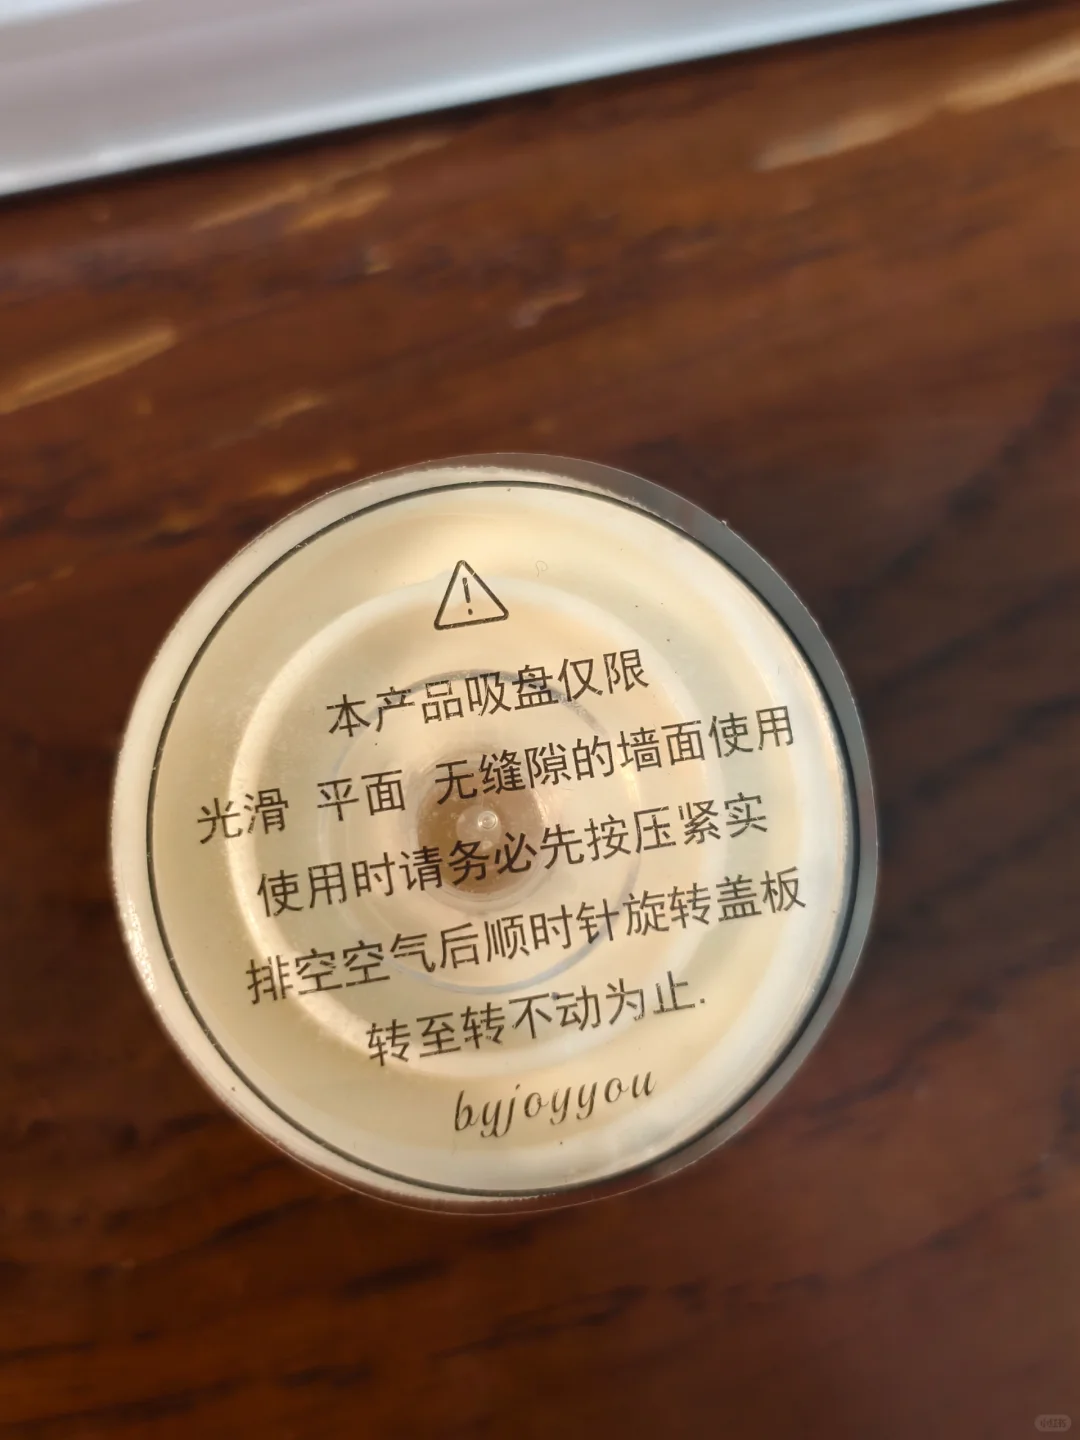 本产品吸盘仅限
光滑 平面 无缝隙的墙面使用
使用时请务必先按压紧实
排空空气后顺时针旋转盖板
转至转不动为止.
byjoyyou